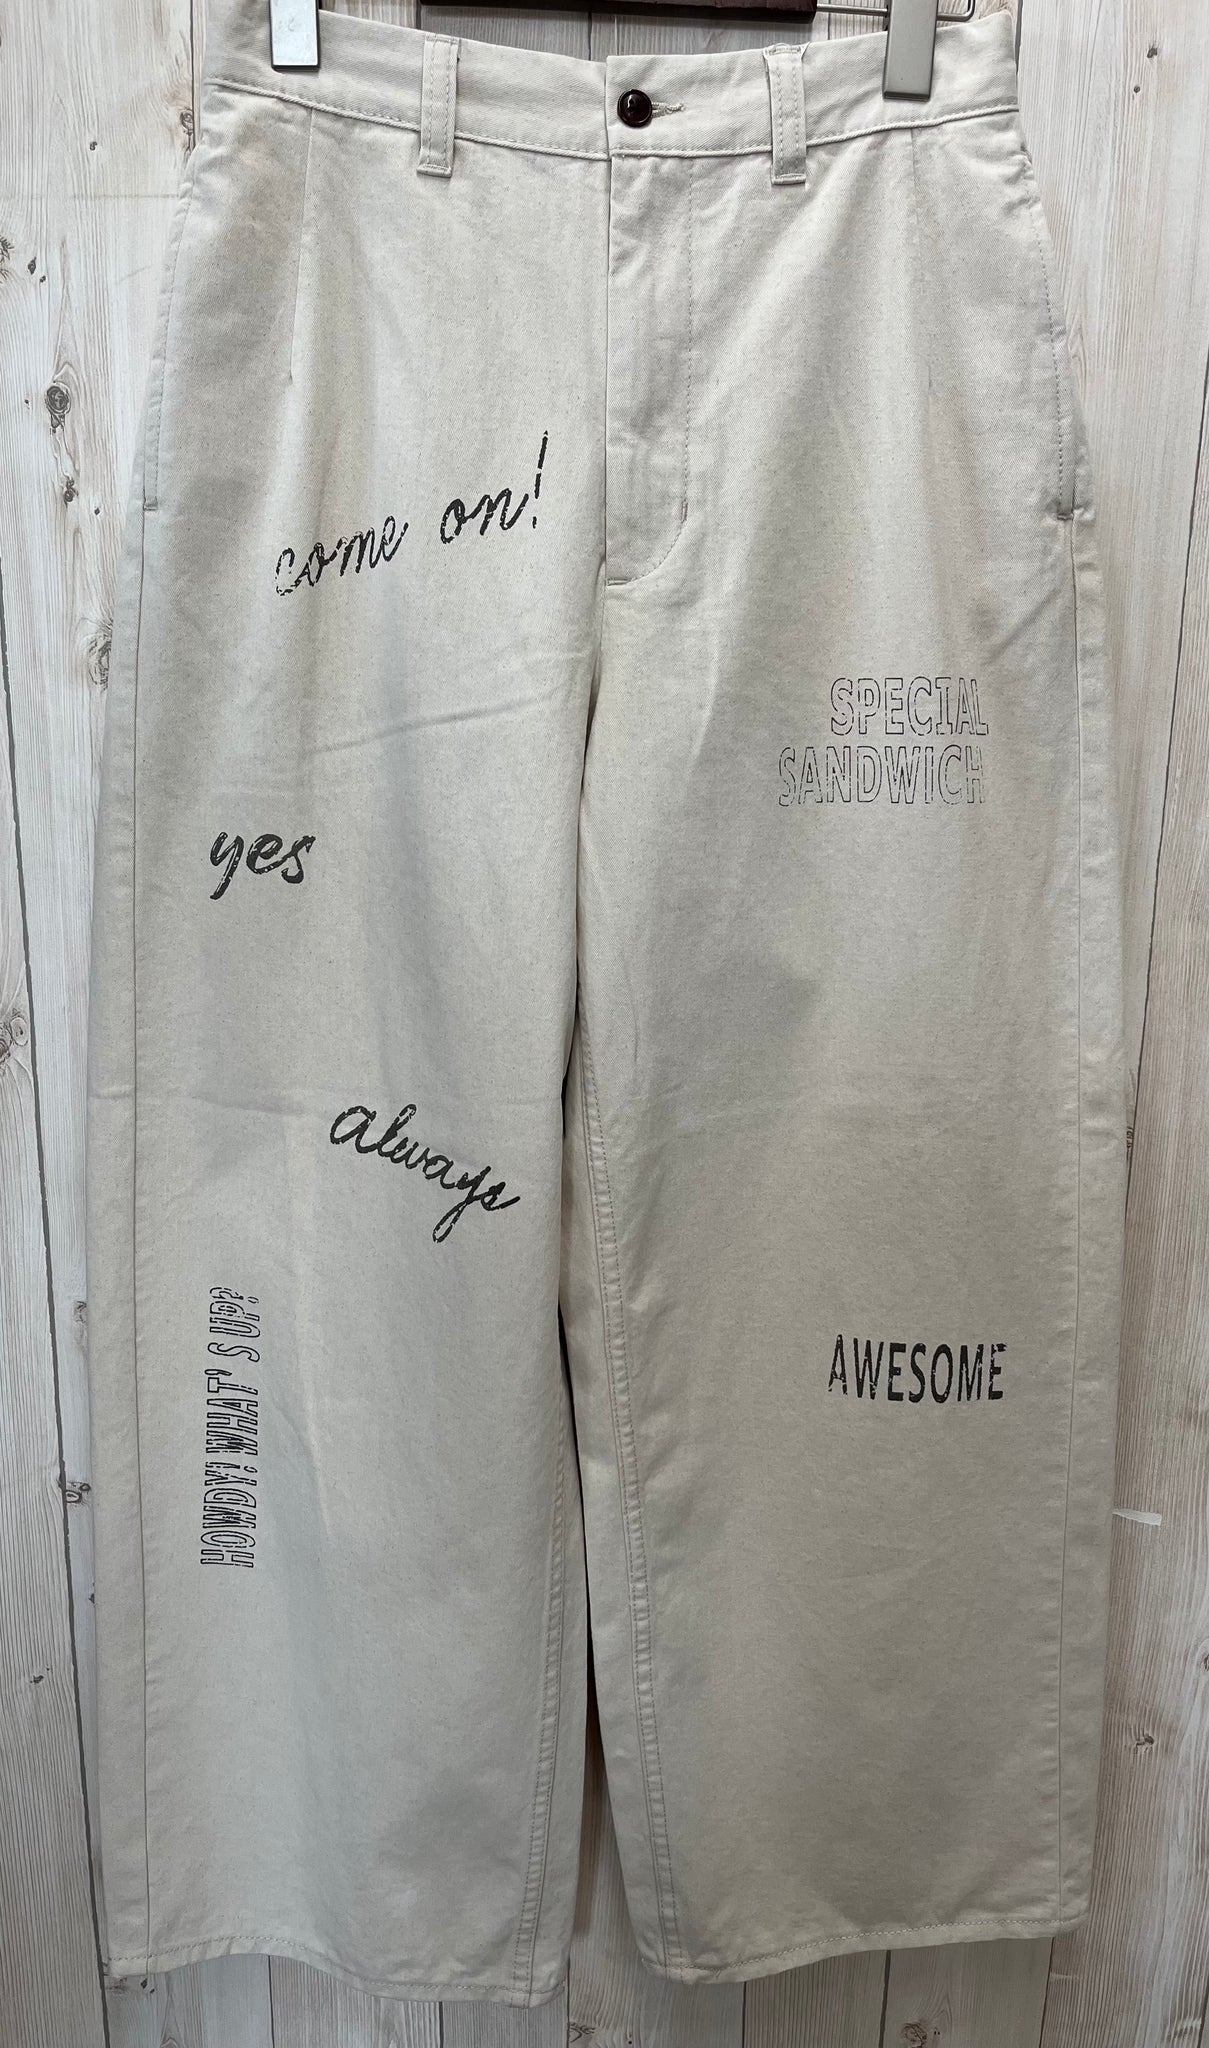 come on!
SPECIAL
SANDWICH
yes
always
HOWDY! WHAT'S UP?
AWESOME